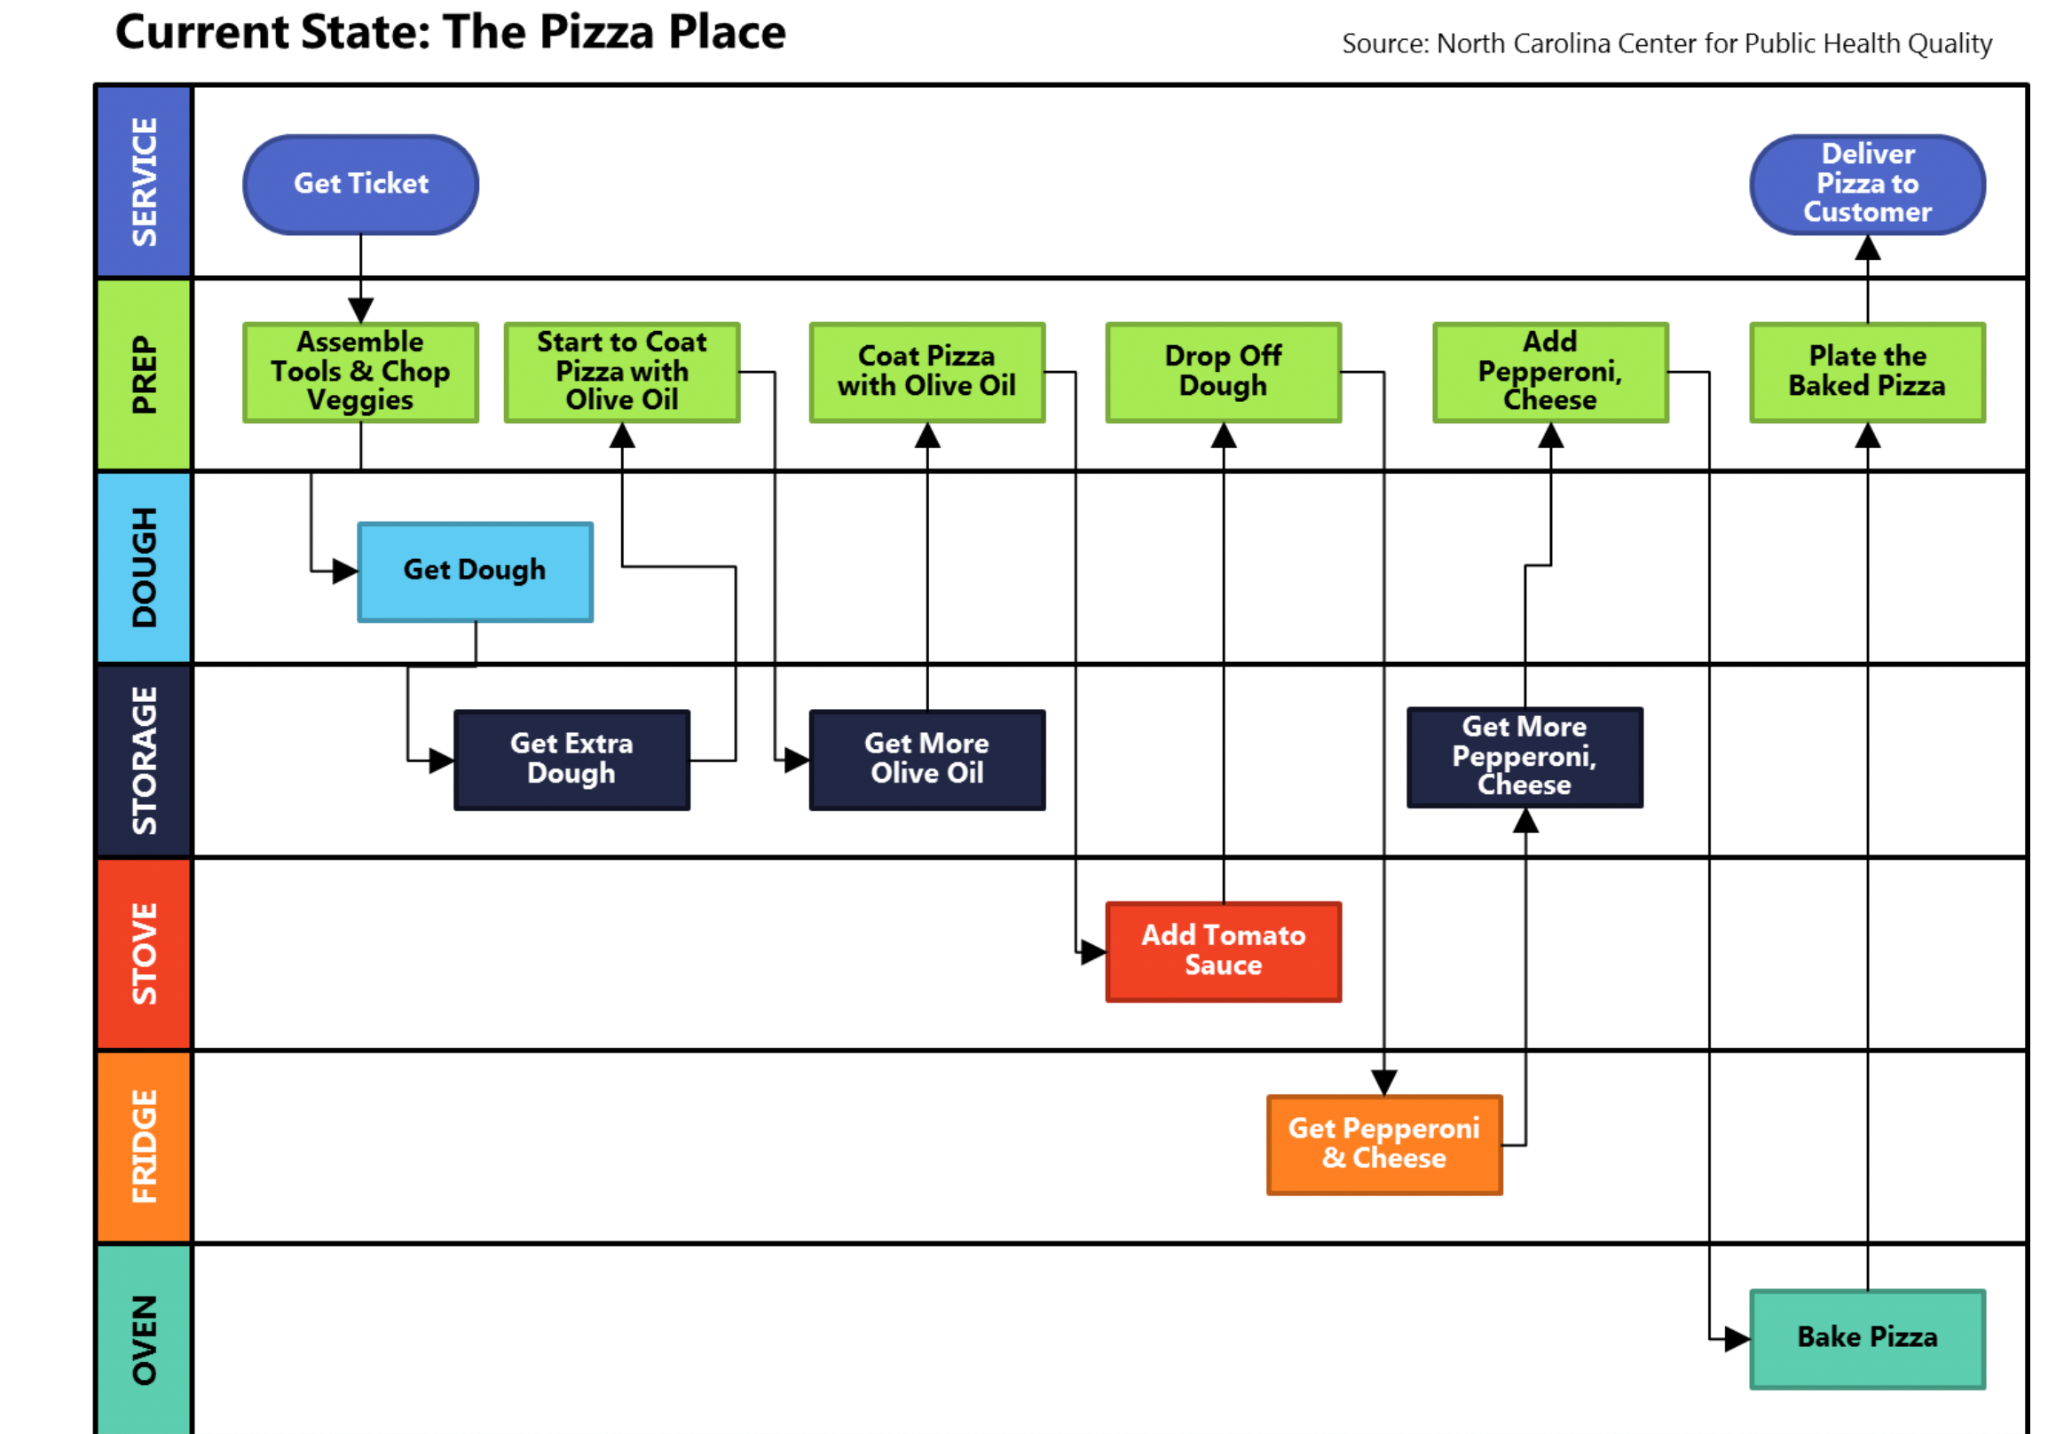 Current State: The Pizza Place
Source: North Carolina Center for Public Health Quality
SERVICE
Get Ticket
Deliver
Pizza to
Customer
PREP
Assemble
Tools & Chop
Veggies
Start to Coat
Pizza with
Olive Oil
Coat Pizza
with Olive Oil
Drop Off
Dough
Add
Pepperoni,
Cheese
Plate the
Baked Pizza
DOUGH
Get Dough
STORAGE
Get Extra
Dough
Get More
Olive Oil
Get More
Pepperoni,
Cheese
STOVE
Add Tomato
Sauce
FRIDGE
Get Pepperoni
& Cheese
OVEN
Bake Pizza